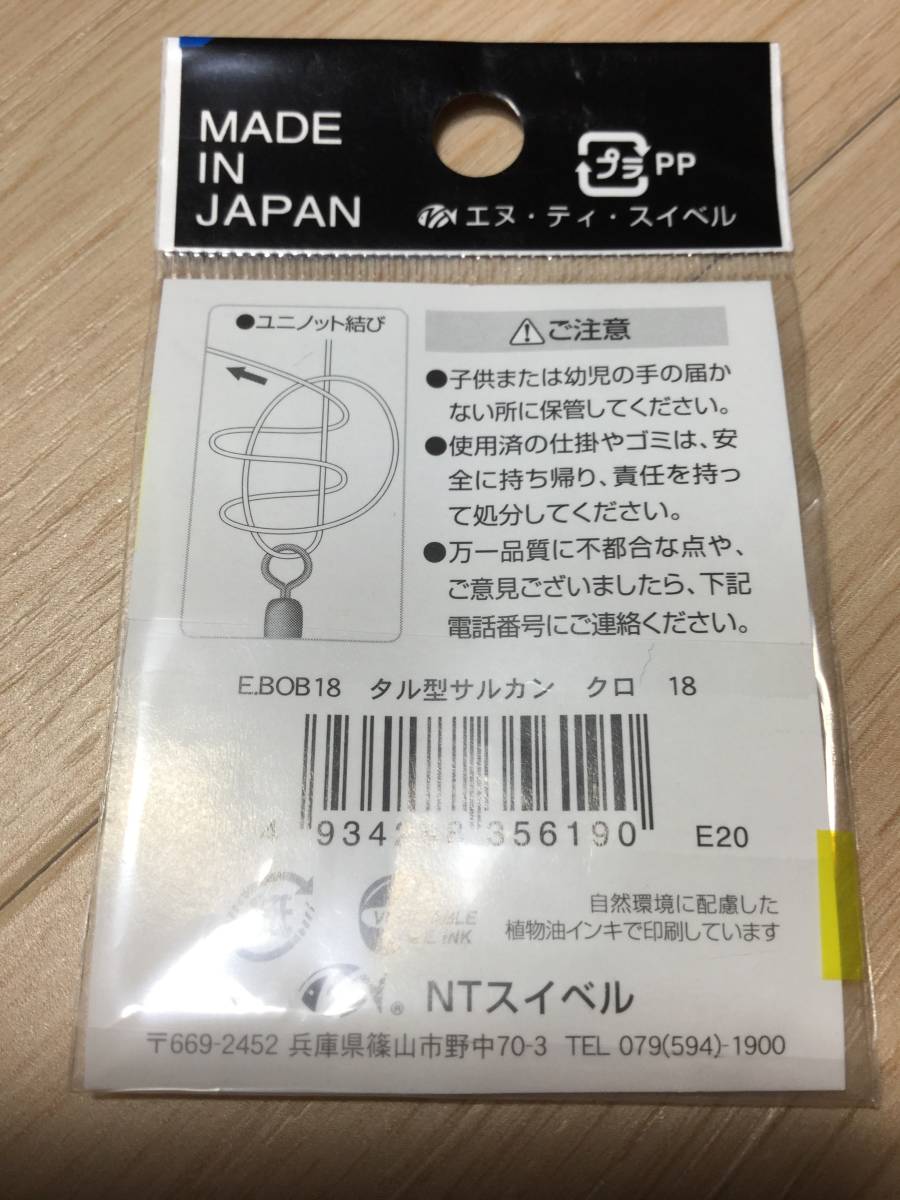 MADE
IN
JAPAN
プラ PP
エヌ・ティ・スイベル
●ユニノット結び
ご注意
●子供または幼児の手の届か
ない所に保管してください。
●使用済の仕掛やゴミは、安
全に持ち帰り、責任を持っ
て処分してください。
●万一品質に不都合な点や、
ご意見ございましたら、下記
電話番号にご連絡ください。
E.BOB18 タル型サルカン クロ 18
356190 E20
自然環境に配慮した
植物油インキで印刷しています
NTスイベル
〒669-2452 兵庫県篠山市野中70-3 TEL 079(594)-1900